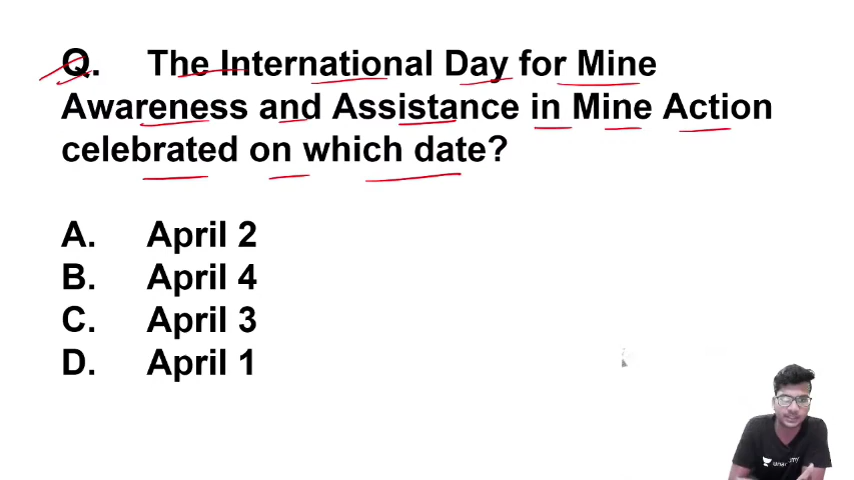 Q. The International Day for Mine
Awareness and Assistance in Mine Action
celebrated on which date?
A. April 2
B. April 4
C. April 3
D. April 1